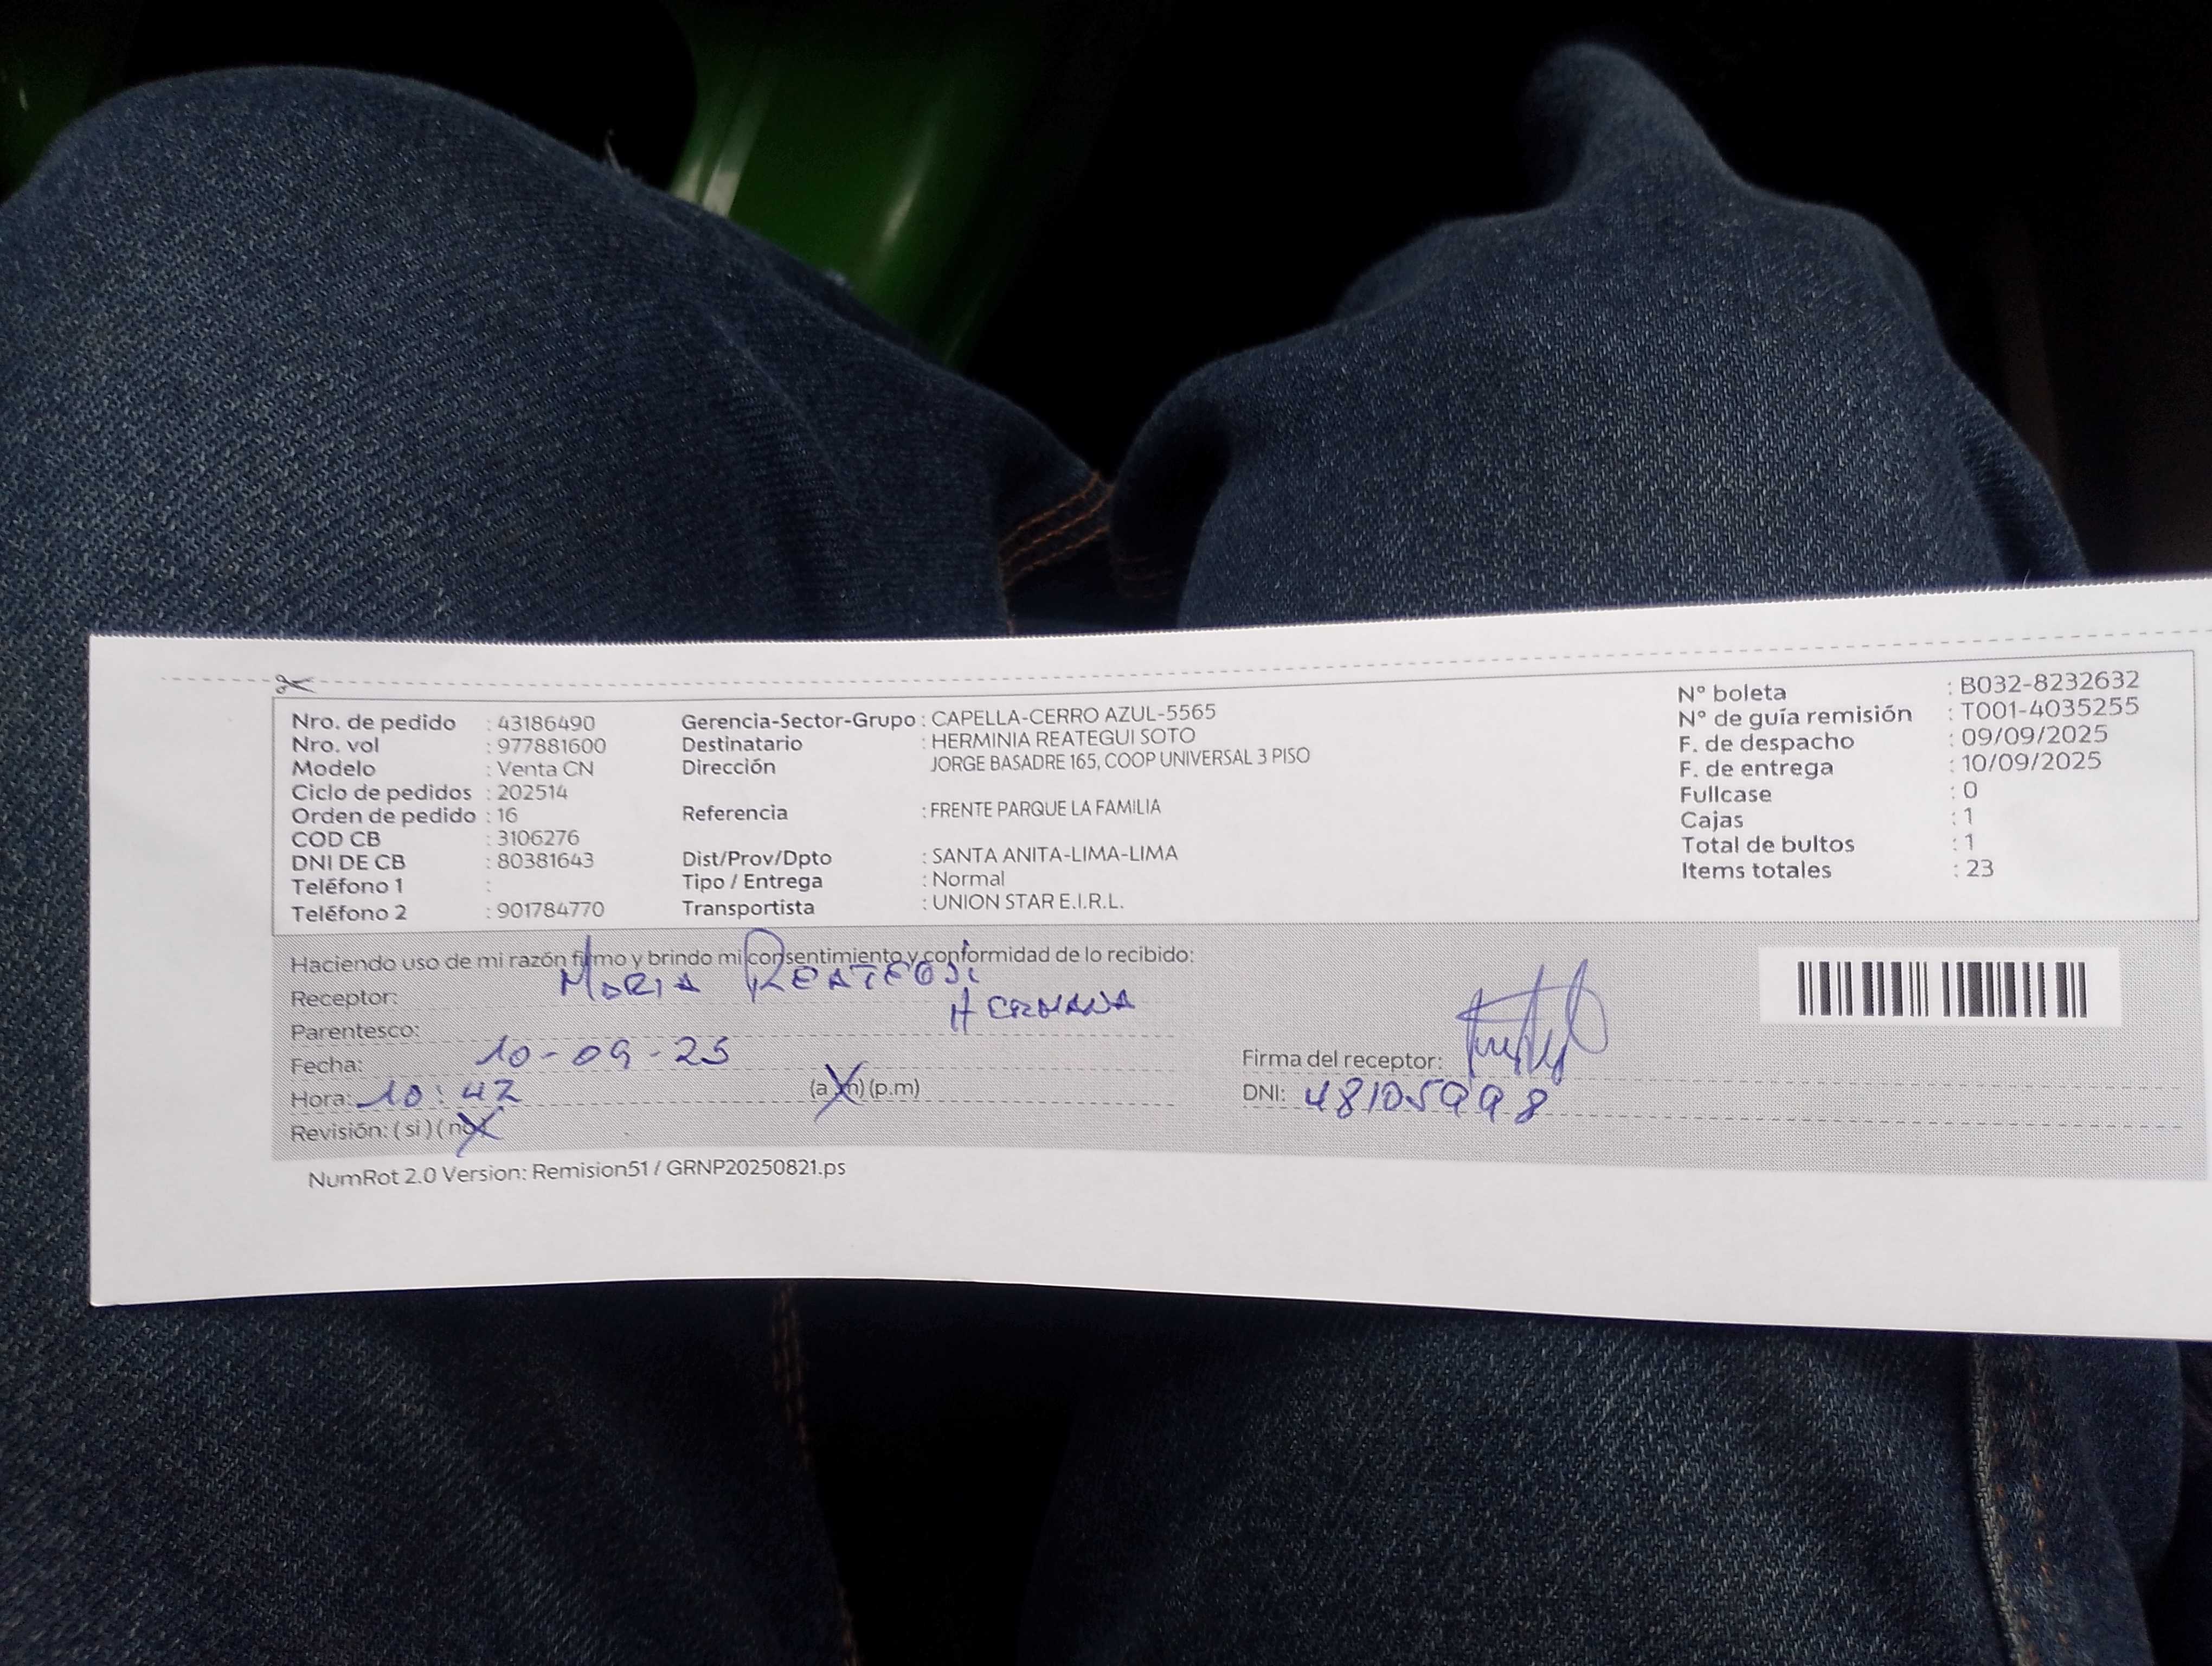 Nro. de pedido : 43186490
Nro. vol : 977881600
Modelo : Venta CN
Ciclo de pedidos : 202514
Orden de pedido : 16
COD CB : 3106276
DNI DE CB : 80381643
Teléfono 1 :
Teléfono 2 : 901784770
Gerencia-Sector-Grupo : CAPELLA-CERRO AZUL-5565
Destinatario : HERMINIA REATEGUI SOTO
Dirección JORGE BASADRE 165, COOP UNIVERSAL 3 PISO
Referencia : FRENTE PARQUE LA FAMILIA
Dist/Prov/Dpto : SANTA ANITA-LIMA-LIMA
Tipo / Entrega : Normal
Transportista : UNION STAR E.I.R.L.
N° boleta : B032-8232632
N° de guía remisión : T001-4035255
F. de despacho : 09/09/2025
F. de entrega : 10/09/2025
Fullcase : 0
Cajas : 1
Total de bultos : 1
Items totales : 23
Haciendo uso de mi razón firmo y brindo mi consentimiento y conformidad de lo recibido:
Receptor: MARIA REATEGUI
Parentesco: HERMANA
Fecha: 10-09-25
Hora: 10:42 (a.m) (p.m)
Revisión: ( si ) ( no )
Firma del receptor:
DNI: 48105998
NumRot 2.0 Version: Remision51 / GRNP20250821.ps